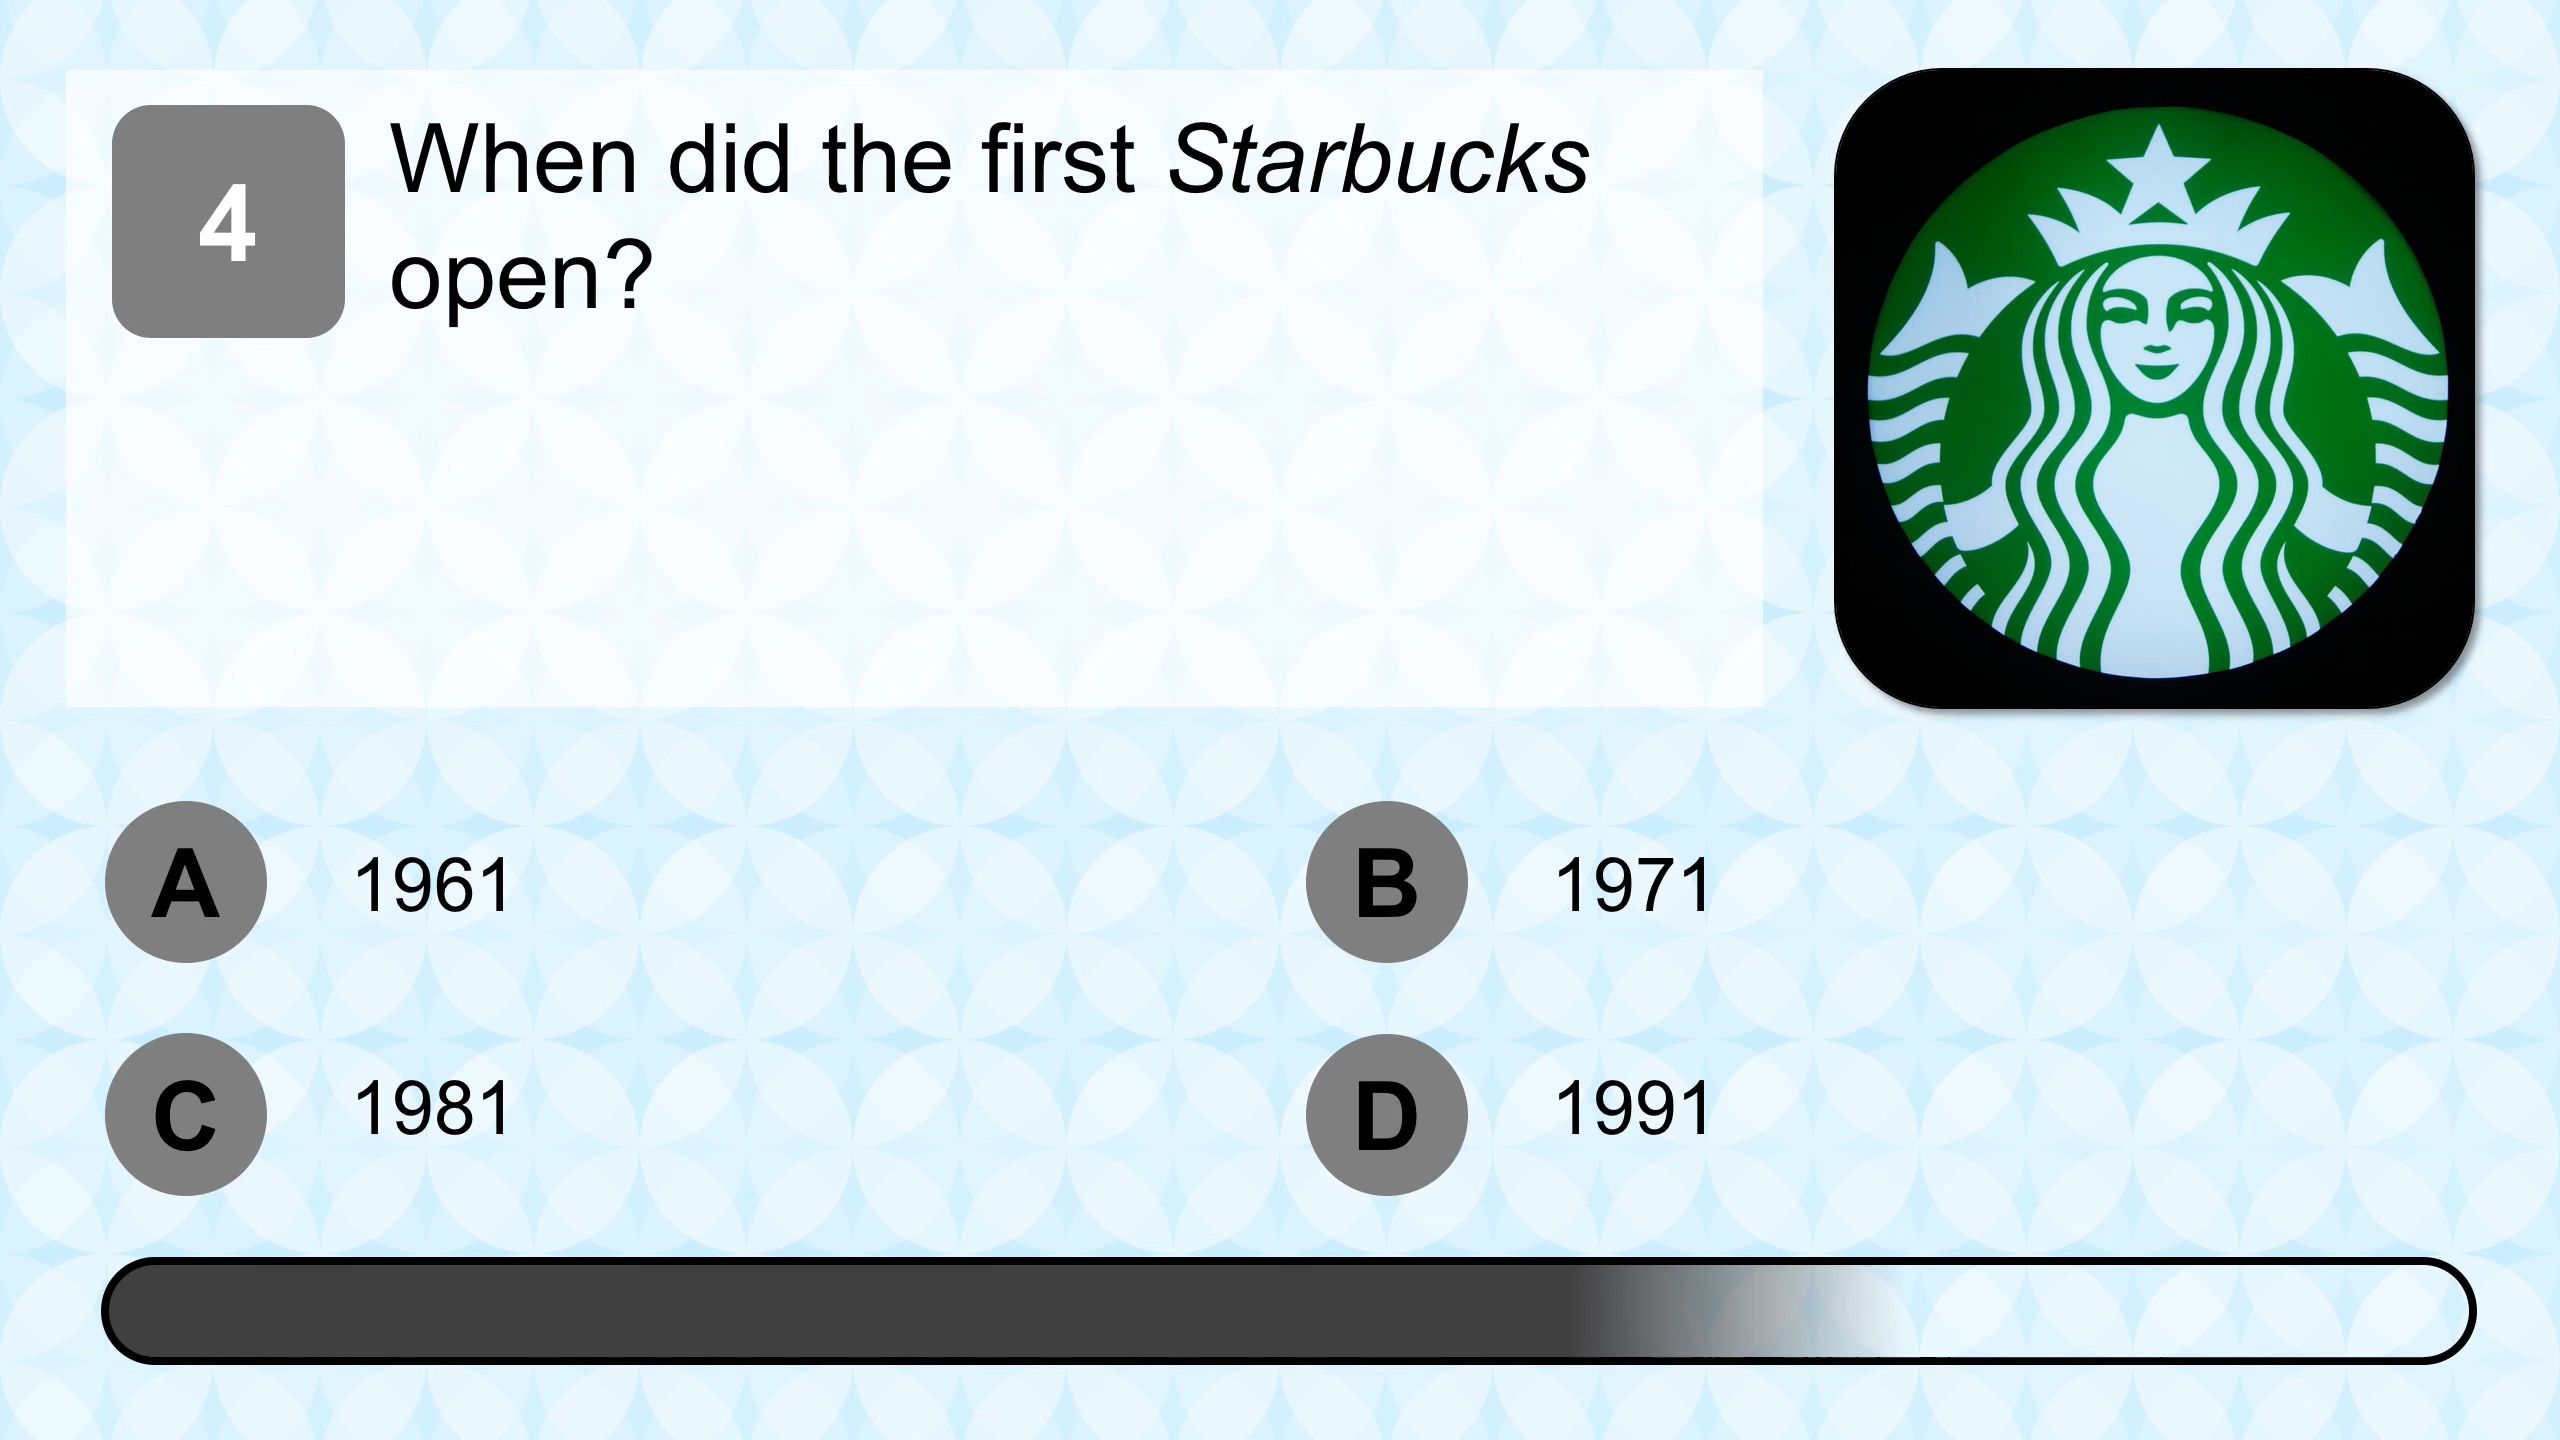 4
When did the first Starbucks
open?
A 1961
B 1971
C 1981
D 1991